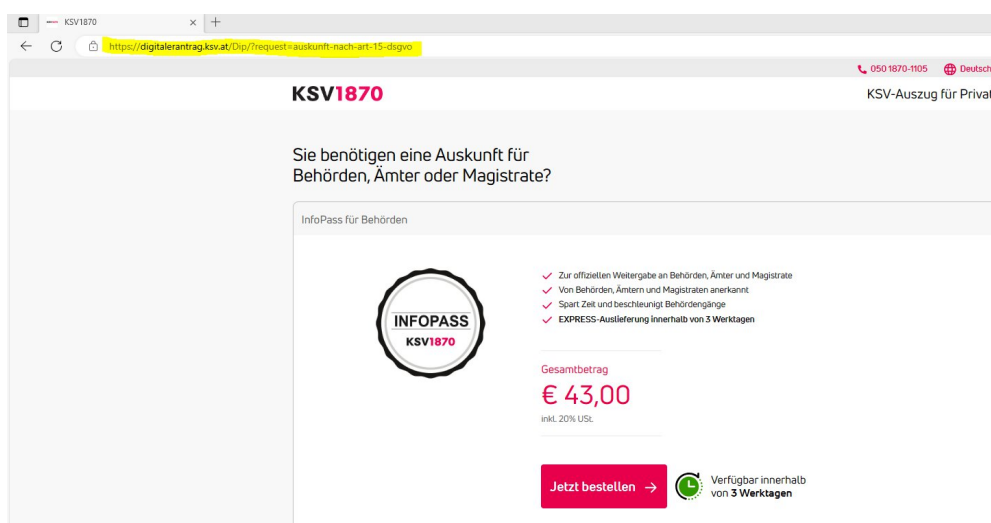 KSV1870
https://digitalerantrag.ksv.at/Dip/?request=auskunft-nach-art-15-dsgvo
050 1870-1105 Deutsch
KSV1870
KSV-Auszug für Privat
Sie benötigen eine Auskunft für
Behörden, Ämter oder Magistrate?
InfoPass für Behörden
INFOPASS
KSV1870
Zur offiziellen Weitergabe an Behörden, Ämter und Magistrate
Von Behörden, Ämtern und Magistraten anerkannt
Spart Zeit und beschleunigt Behördengänge
EXPRESS-Auslieferung innerhalb von 3 Werktagen
Gesamtbetrag
€ 43,00
inkl. 20% USt.
Jetzt bestellen →
Verfügbar innerhalb
von 3 Werktagen